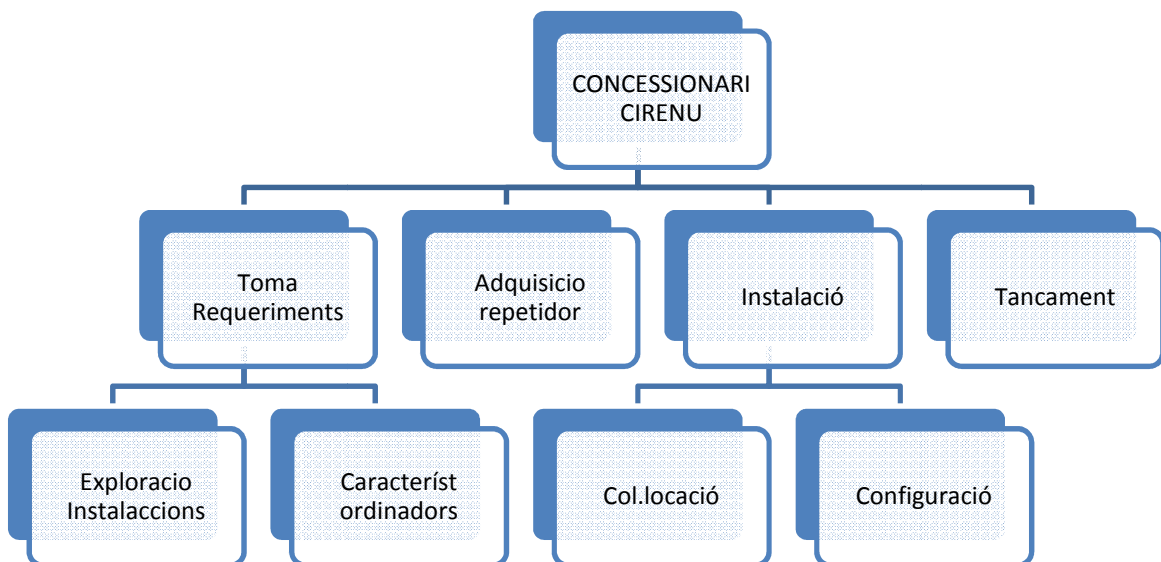 CONCESSIONARI
CIRENU
Toma
Requeriments
Adquisicio
repetidor
Instalació
Tancament
Exploracio
Instalaccions
Característ
ordinadors
Col.locació
Configuració